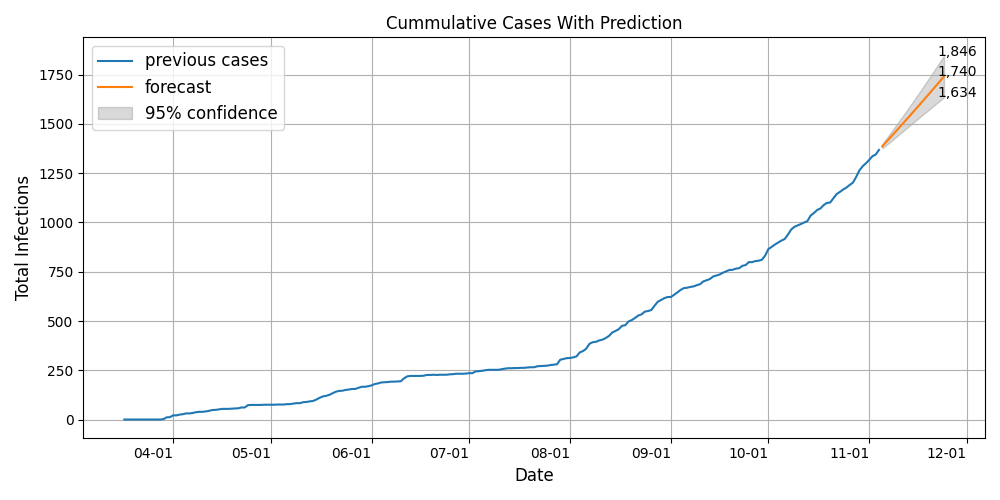 Cummulative Cases With Prediction
previous cases
forecast
95% confidence
1,846
1,740
1,634
Total Infections
1750
1500
1250
1000
750
500
250
0
04-01 05-01 06-01 07-01 08-01 09-01 10-01 11-01 12-01
Date